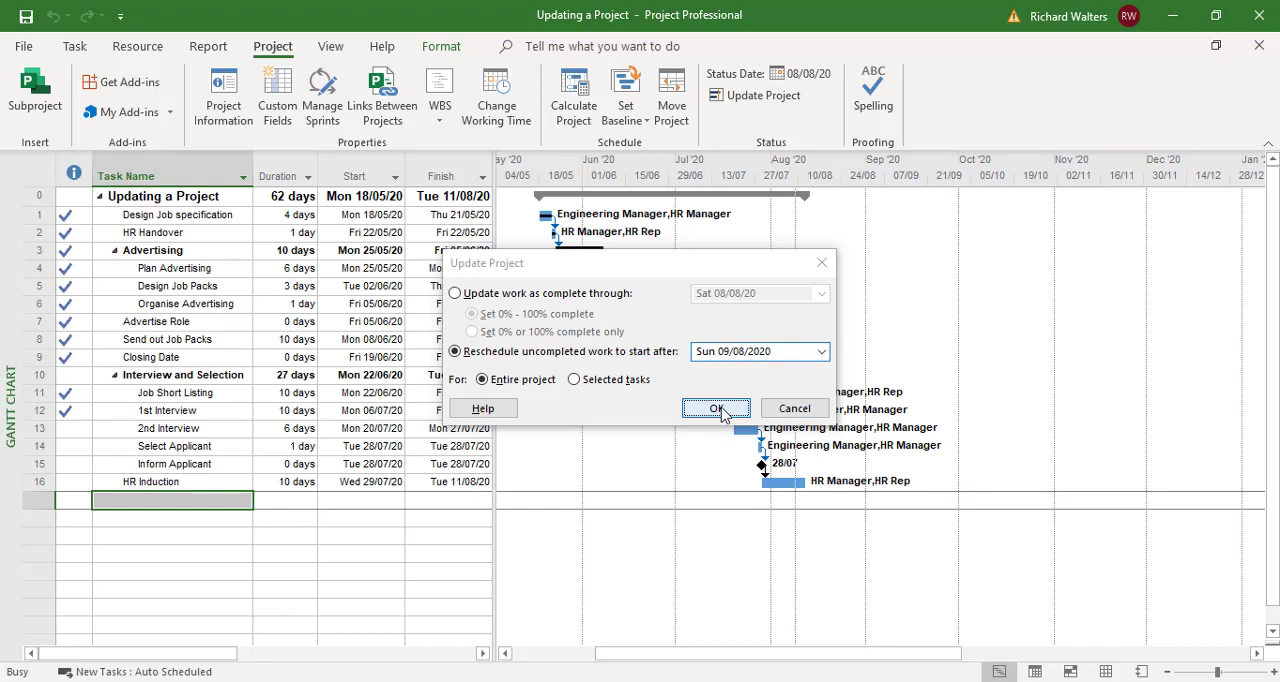 Updating a Project - Project Professional
Richard Walters RW
File Task Resource Report Project View Help Format Tell me what you want to do
Subproject
Get Add-ins
My Add-ins
Project Information
Custom Fields
Manage Sprints
Links Between Projects
WBS
Change Working Time
Calculate Project
Set Baseline
Move Project
Status Date: 08/08/20
Update Project
ABC
Spelling
Insert Add-ins Properties Schedule Status Proofing
Task Name Duration Start Finish
ay '20 Jun '20 Jul '20 Aug '20 Sep '20 Oct '20 Nov '20 Dec '20 Jan '
04/05 18/05 01/06 15/06 29/06 13/07 27/07 10/08 24/08 07/09 21/09 05/10 19/10 02/11 16/11 30/11 14/12 28/12
0 Updating a Project 62 days Mon 18/05/20 Tue 11/08/20
1 Design Job specification 4 days Mon 18/05/20 Thu 21/05/20 Engineering Manager,HR Manager
2 HR Handover 1 day Fri 22/05/20 Fri 22/05/20 HR Manager,HR Rep
3 Advertising 10 days Mon 25/05/20 Fri
4 Plan Advertising 6 days Mon 25/05/20 Mo
5 Design Job Packs 3 days Tue 02/06/20 Th
6 Organise Advertising 1 day Fri 05/06/20 Fri
7 Advertise Role 0 days Fri 05/06/20 Fri
8 Send out Job Packs 10 days Mon 08/06/20 Fri
9 Closing Date 0 days Fri 19/06/20 Fri
10 Interview and Selection 27 days Mon 22/06/20 Tue
11 Job Short Listing 10 days Mon 22/06/20 Fri r,HR Rep
12 1st Interview 10 days Mon 06/07/20 Fri er,HR Manager
13 2nd Interview 6 days Mon 20/07/20 Mon 27/07/20 Engineering Manager,HR Manager
14 Select Applicant 1 day Tue 28/07/20 Tue 28/07/20 Engineering Manager,HR Manager
15 Inform Applicant 0 days Tue 28/07/20 Tue 28/07/20 28/07
16 HR Induction 10 days Wed 29/07/20 Tue 11/08/20 HR Manager,HR Rep
Update Project
Update work as complete through: Sat 08/08/20
Set 0% - 100% complete
Set 0% or 100% complete only
Reschedule uncompleted work to start after: Sun 09/08/2020
For: Entire project Selected tasks
Help OK Cancel
GANTT CHART
Busy New Tasks : Auto Scheduled